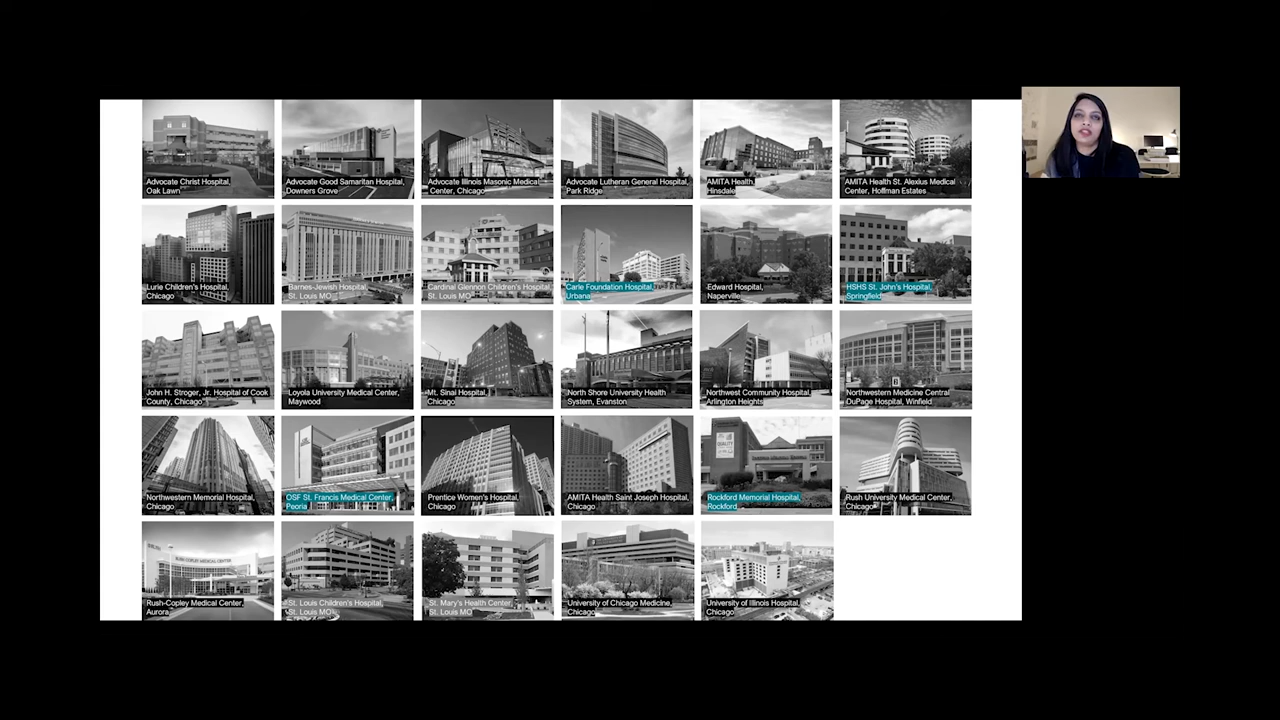 Advocate Christ Hospital,
Oak Lawn
Advocate Good Samaritan Hospital,
Downers Grove
Advocate Illinois Masonic Medical
Center, Chicago
Advocate Lutheran General Hospital,
Park Ridge
AMITA Health
Hinsdale
AMITA Health St. Alexius Medical
Center, Hoffman Estates
Lurie Children's Hospital,
Chicago
Barnes-Jewish Hospital,
St. Louis MO
Cardinal Glennon Children's Hospital,
St. Louis MO
Carle Foundation Hospital,
Urbana
Edward Hospital,
Naperville
HSHS St. John's Hospital,
Springfield
John H. Stroger, Jr. Hospital of Cook
County, Chicago
Loyola University Medical Center,
Maywood
Mt. Sinai Hospital,
Chicago
North Shore University Health
System, Evanston
Northwest Community Hospital,
Arlington Heights
Northwestern Medicine Central
DuPage Hospital, Winfield
Northwestern Memorial Hospital,
Chicago
OSF St. Francis Medical Center,
Peoria
Prentice Women's Hospital,
Chicago
AMITA Health Saint Joseph Hospital,
Chicago
QUALITY
Rockford Memorial Hospital,
Rockford
Rush University Medical Center,
Chicago
RUSH-COPLEY MEDICAL CENTER
Rush-Copley Medical Center,
Aurora
St. Louis Children's Hospital,
St. Louis MO
St. Mary's Health Center,
St. Louis MO
University of Chicago Medicine,
Chicago
University of Illinois Hospital,
Chicago